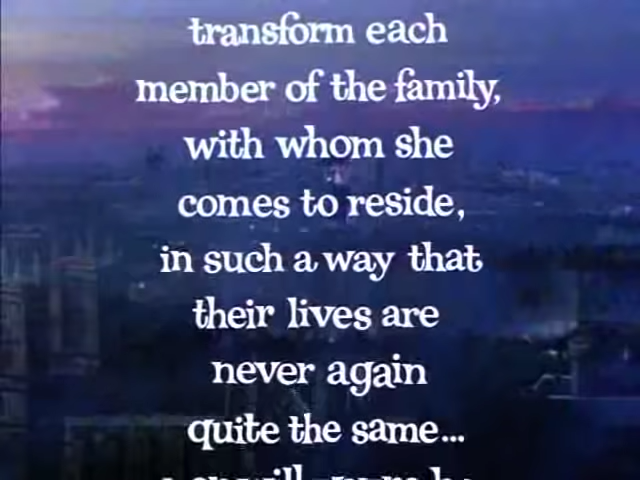 transform each
member of the family,
with whom she
comes to reside,
in such a way that
their lives are
never again
quite the same...